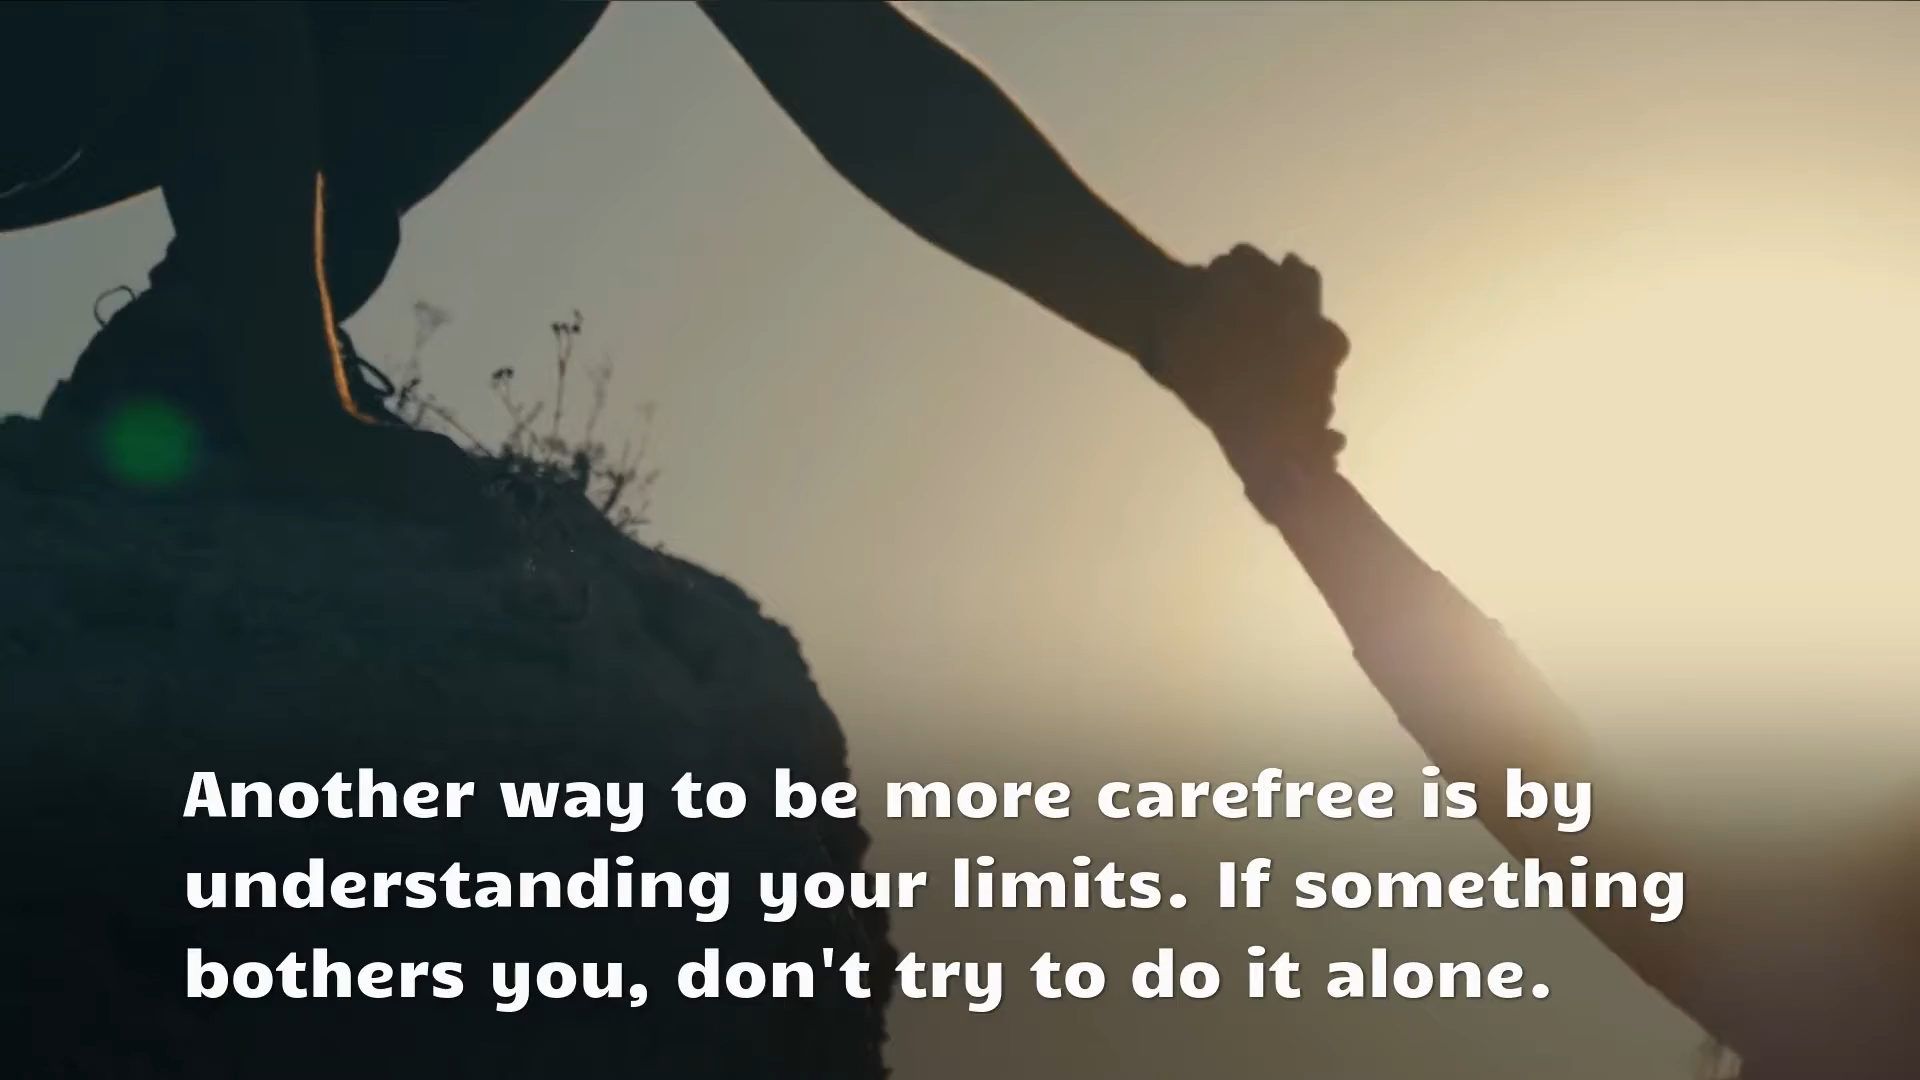 Another way to be more carefree is by
understanding your limits. If something
bothers you, don't try to do it alone.